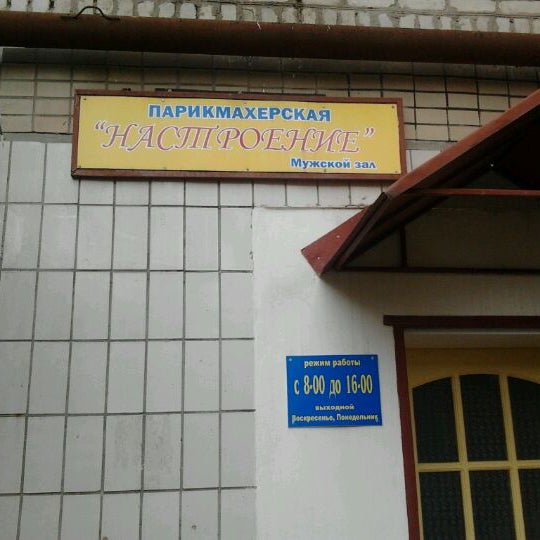 ПАРИКМАХЕРСКАЯ
"НАСТРОЕНИЕ"
Мужской зал
режим работы
с 8-00 до 16-00
выходной
Воскресенье, Понедельник